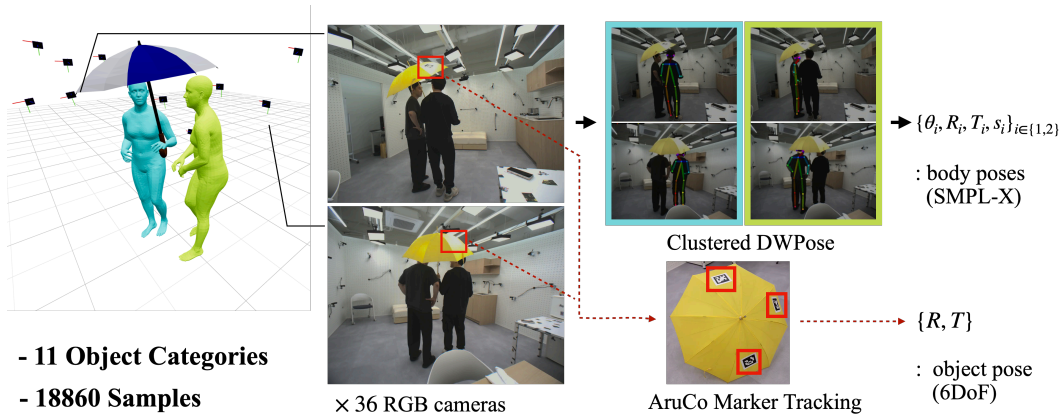 - 11 Object Categories
- 18860 Samples
× 36 RGB cameras
Clustered DWPose
AruCo Marker Tracking
{θᵢ, Rᵢ, Tᵢ, sᵢ}ᵢ∈{1,2}
: body poses
(SMPL-X)
{R, T}
: object pose
(6DoF)